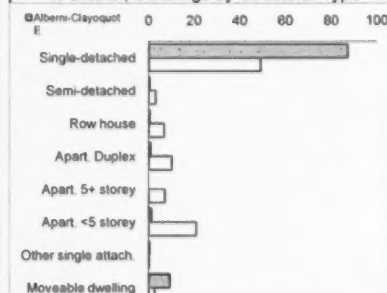 Alberni-Clayoquot
E
0 20 40 60 80 100
Single-detached
Semi-detached
Row house
Apart. Duplex
Apart. 5+ storey
Apart. <5 storey
Other single attach.
Moveable dwelling